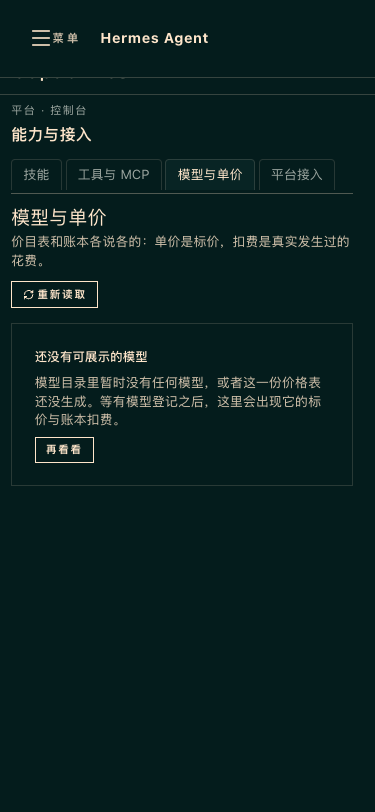 菜单
Hermes Agent
平台 · 控制台
能力与接入
技能
工具与 MCP
模型与单价
平台接入
模型与单价
价目表和账本各说各的：单价是标价，扣费是真实发生过的
花费。
重新读取
还没有可展示的模型
模型目录里暂时没有任何模型，或者这一份价格表
还没生成。等有模型登记之后，这里会出现它的标
价与账本扣费。
再看看